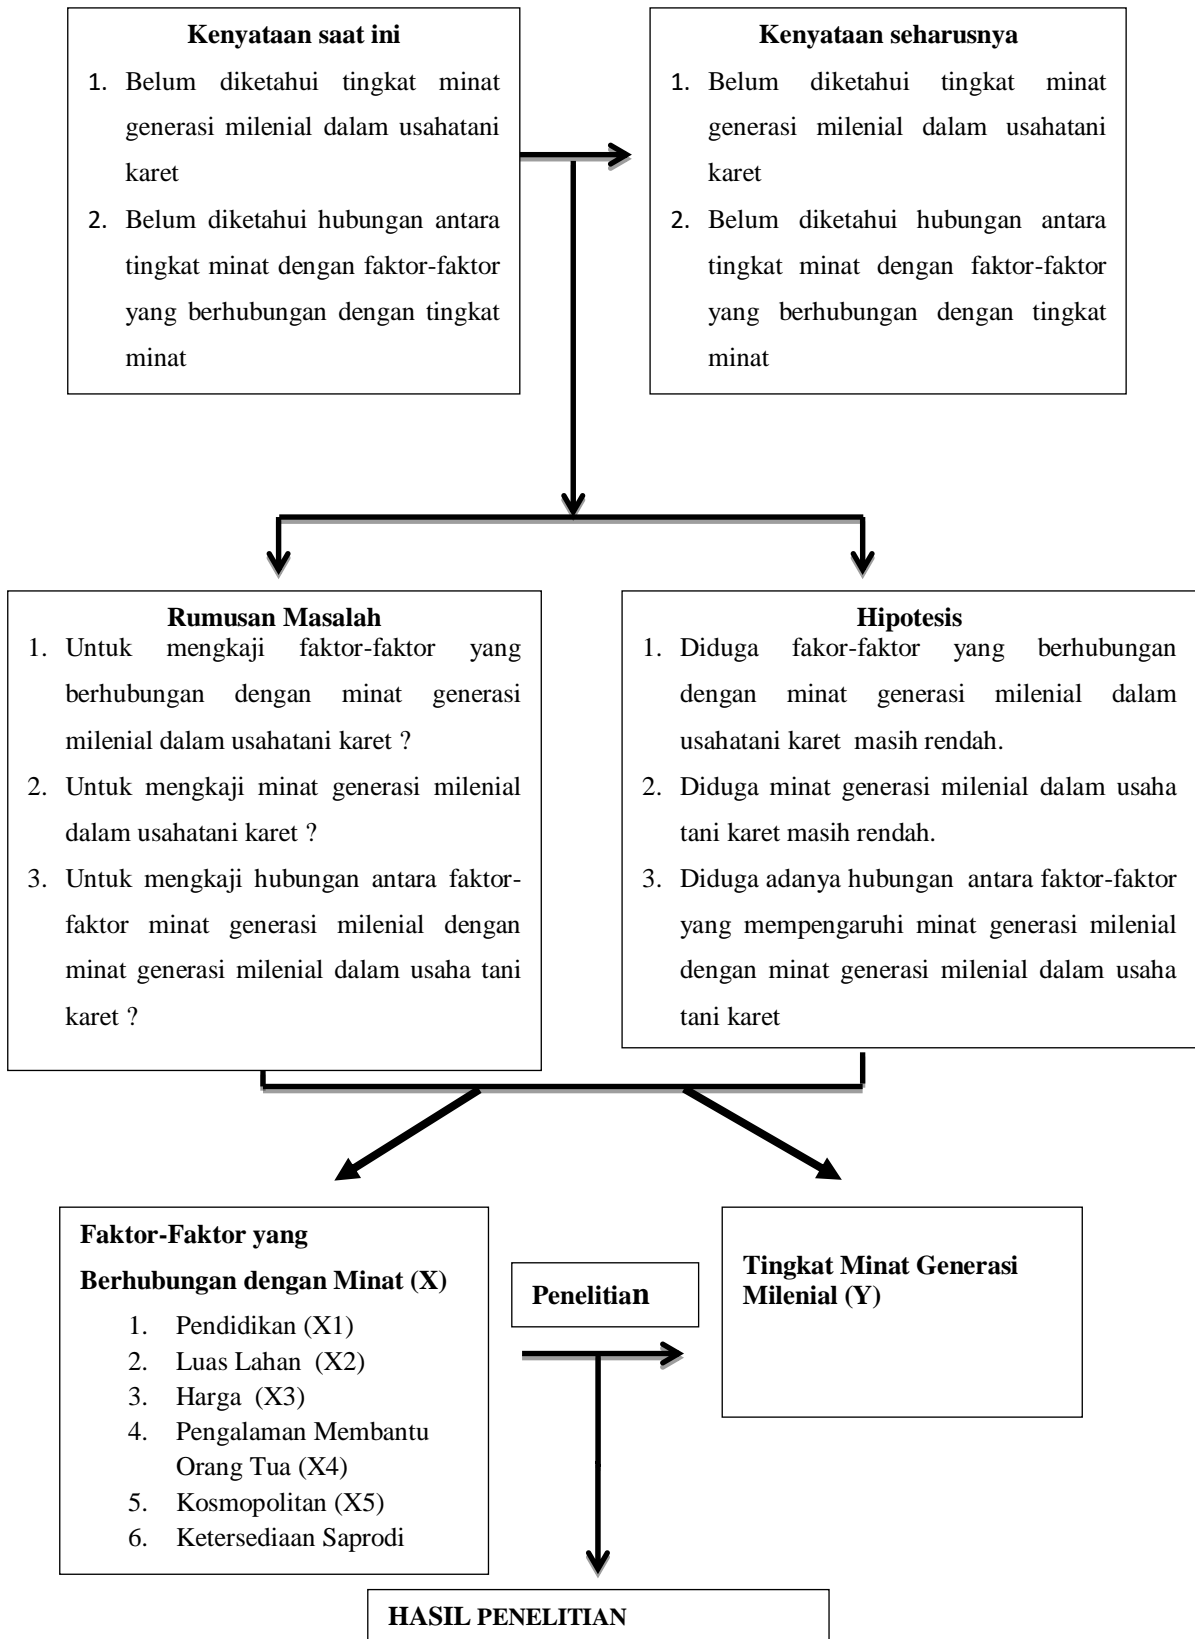 Kenyataan saat ini
1. Belum diketahui tingkat minat
generasi milenial dalam usahatani
karet
2. Belum diketahui hubungan antara
tingkat minat dengan faktor-faktor
yang berhubungan dengan tingkat
minat
Kenyataan seharusnya
1. Belum diketahui tingkat minat
generasi milenial dalam usahatani
karet
2. Belum diketahui hubungan antara
tingkat minat dengan faktor-faktor
yang berhubungan dengan tingkat
minat
Rumusan Masalah
1. Untuk mengkaji faktor-faktor yang
berhubungan dengan minat generasi
milenial dalam usahatani karet ?
2. Untuk mengkaji minat generasi milenial
dalam usahatani karet ?
3. Untuk mengkaji hubungan antara faktor-
faktor minat generasi milenial dengan
minat generasi milenial dalam usaha tani
karet ?
Hipotesis
1. Diduga fakor-faktor yang berhubungan
dengan minat generasi milenial dalam
usahatani karet masih rendah.
2. Diduga minat generasi milenial dalam usaha
tani karet masih rendah.
3. Diduga adanya hubungan antara faktor-faktor
yang mempengaruhi minat generasi milenial
dengan minat generasi milenial dalam usaha
tani karet
Faktor-Faktor yang
Berhubungan dengan Minat (X)
1. Pendidikan (X1)
2. Luas Lahan (X2)
3. Harga (X3)
4. Pengalaman Membantu
Orang Tua (X4)
5. Kosmopolitan (X5)
6. Ketersediaan Saprodi
Penelitian
Tingkat Minat Generasi
Milenial (Y)
HASIL PENELITIAN